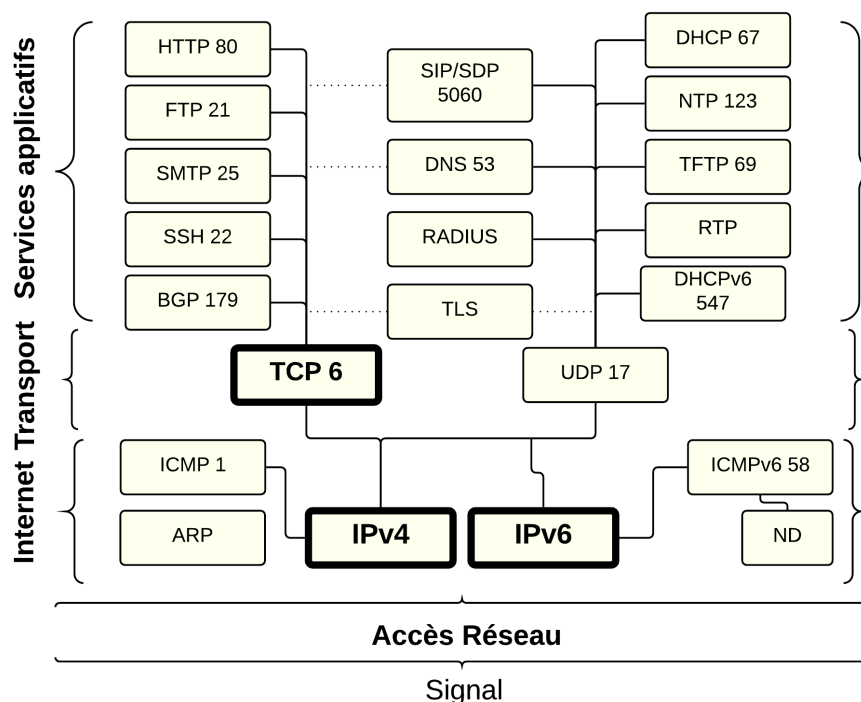 Services applicatifs
HTTP 80
FTP 21
SMTP 25
SSH 22
BGP 179
SIP/SDP
5060
DNS 53
RADIUS
TLS
DHCP 67
NTP 123
TFTP 69
RTP
DHCPv6
547
Transport
TCP 6
UDP 17
Internet
ICMP 1
ARP
IPv4
IPv6
ICMPv6 58
ND
Accès Réseau
Signal